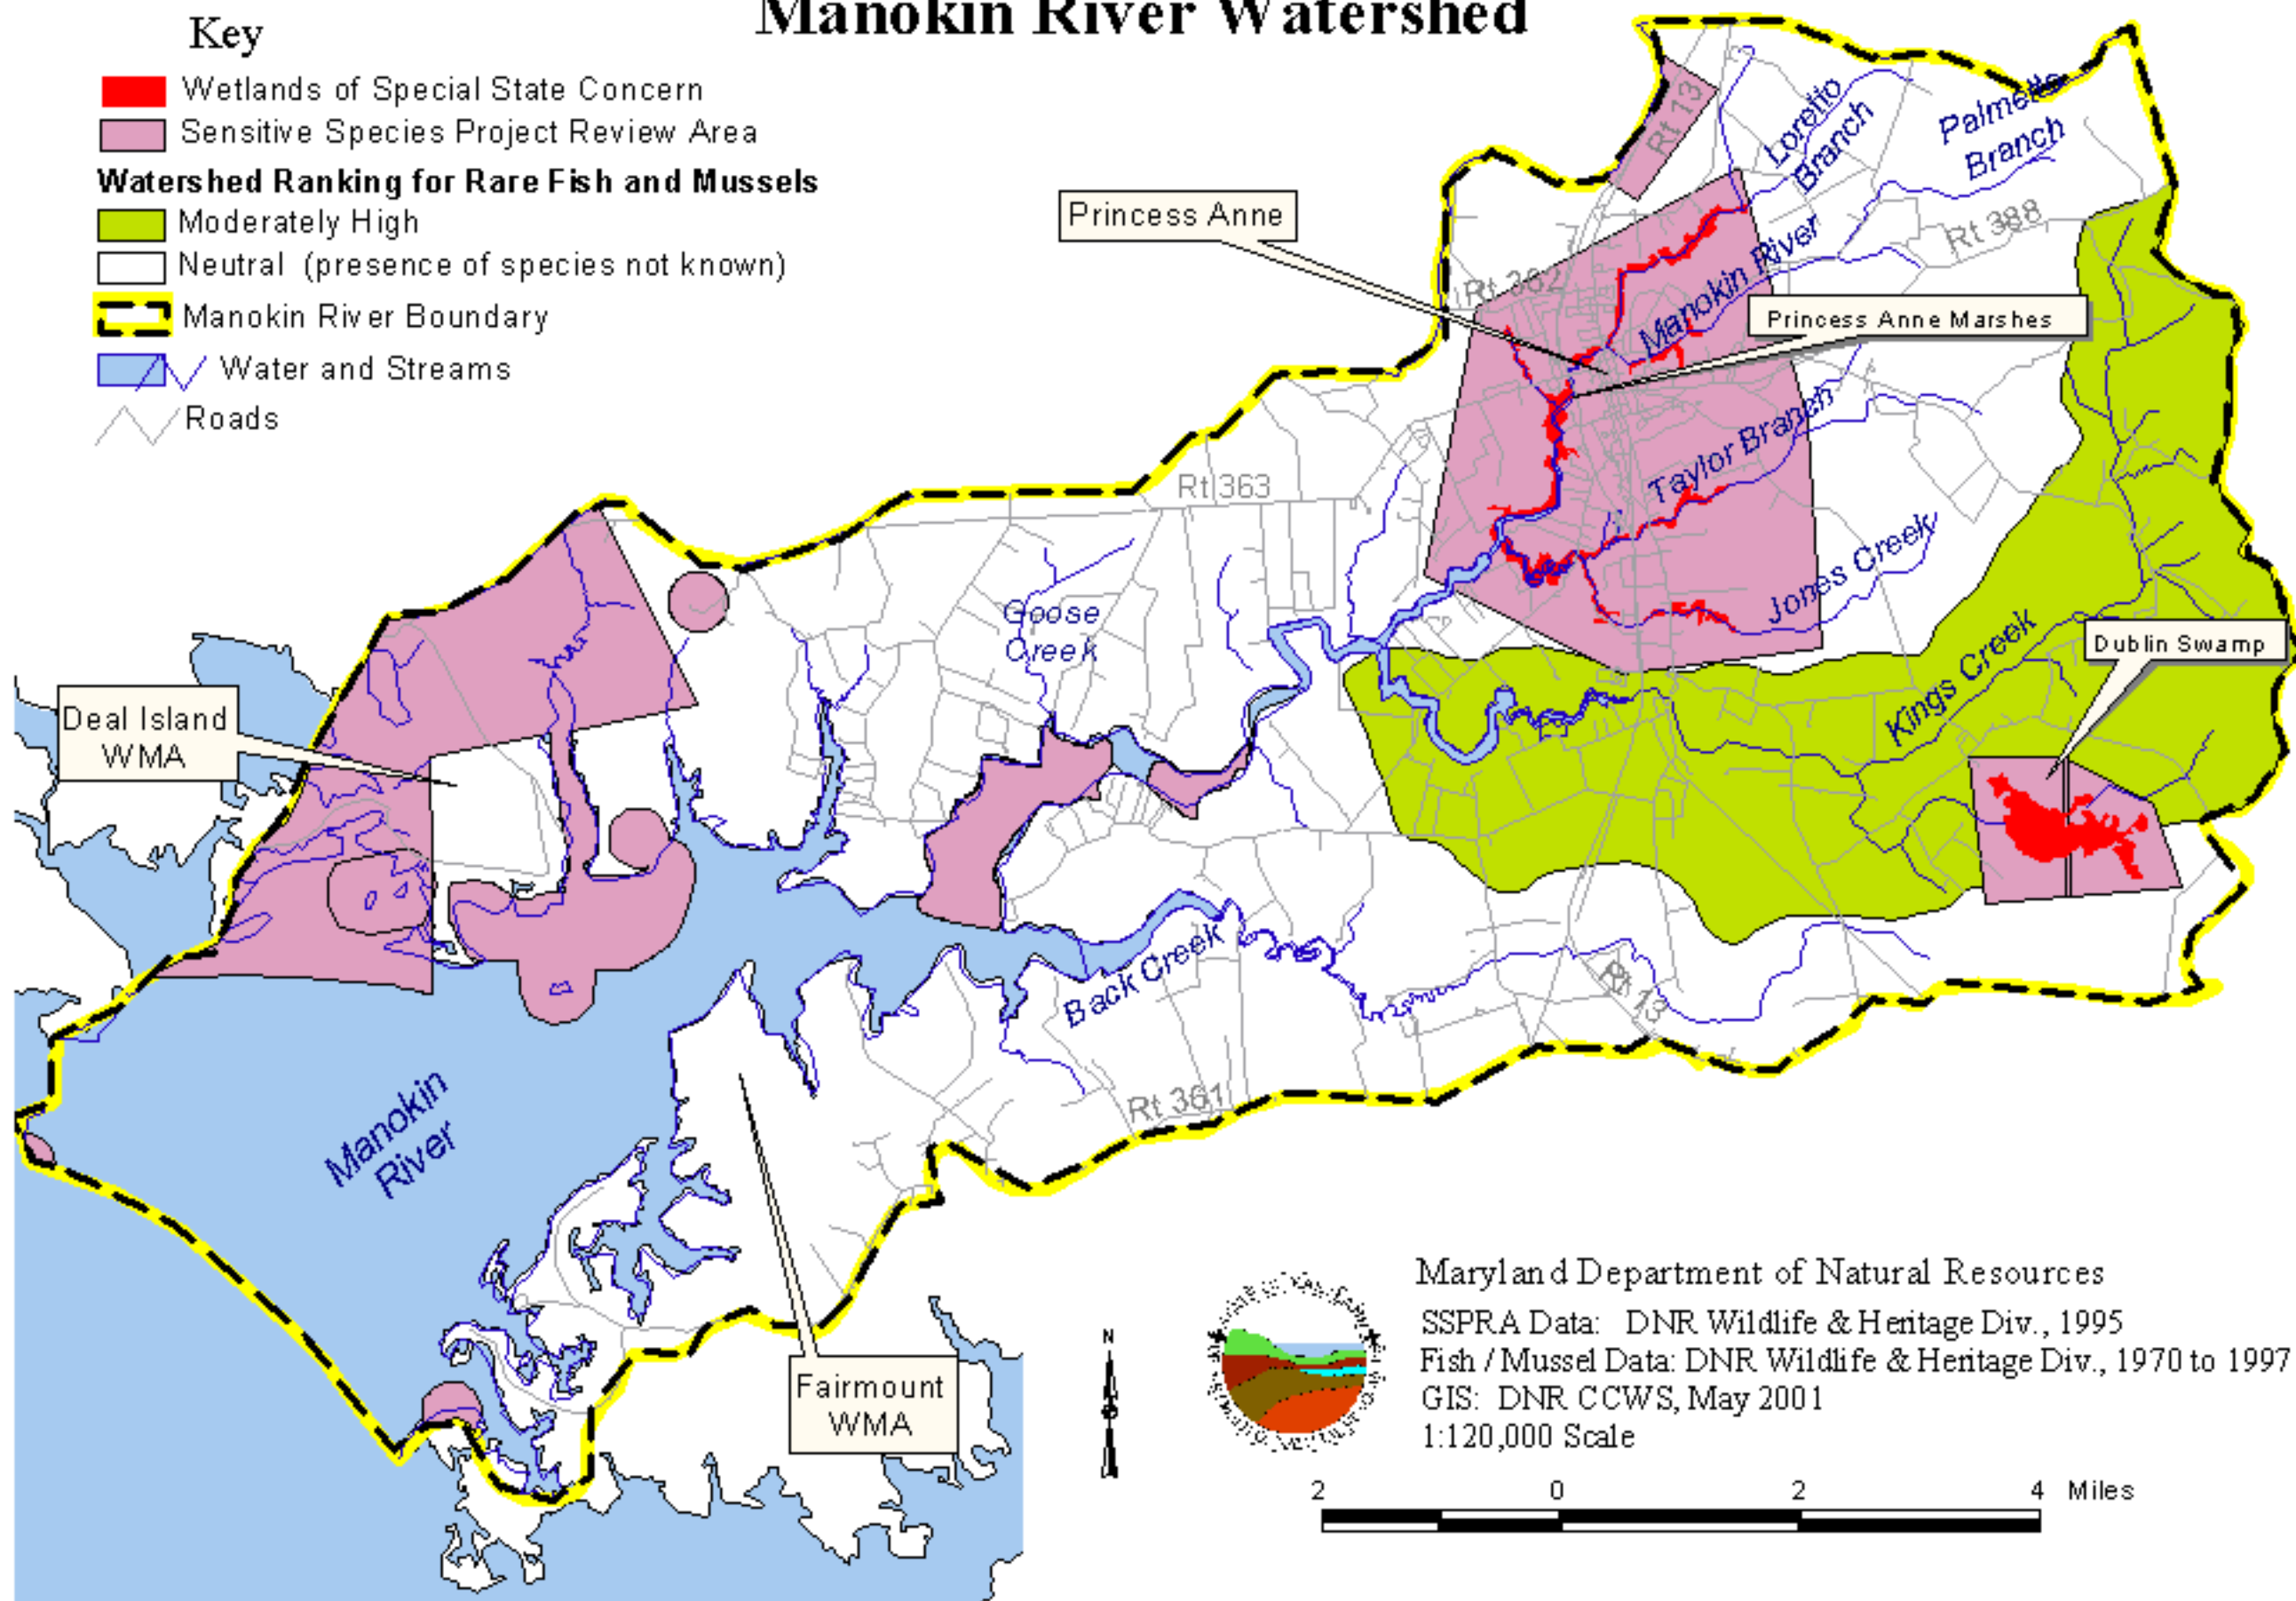 Manokin River Watershed
Key
Wetlands of Special State Concern
Sensitive Species Project Review Area
Watershed Ranking for Rare Fish and Mussels
Moderately High
Neutral (presence of species not known)
Manokin River Boundary
Water and Streams
Roads
Rt 13
Loretto
Branch
Palmetto
Branch
Princess Anne
Rt 388
Rt 362
Manokin River
Princess Anne Marshes
Taylor Branch
Rt 363
Jones Creek
Goose
Creek
Kings Creek
Dublin Swamp
Deal Island
WMA
Back Creek
Rt 13
Manokin
River
Rt 361
Fairmount
WMA
N
Maryland Department of Natural Resources
SSPRA Data: DNR Wildlife & Heritage Div., 1995
Fish / Mussel Data: DNR Wildlife & Heritage Div., 1970 to 1997
GIS: DNR CCWS, May 2001
1:120,000 Scale
2 0 2 4 Miles